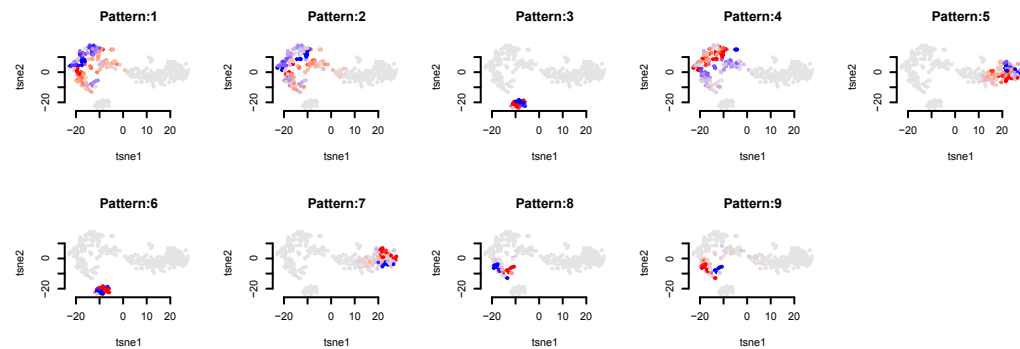 Pattern:1 Pattern:2 Pattern:3 Pattern:4 Pattern:5
tsne2 tsne2 tsne2 tsne2 tsne2
0 0 0 0 0
−20 −20 −20 −20 −20
−20 0 10 20 −20 0 10 20 −20 0 10 20 −20 0 10 20 −20 0 10 20
tsne1 tsne1 tsne1 tsne1 tsne1
Pattern:6 Pattern:7 Pattern:8 Pattern:9
tsne2 tsne2 tsne2 tsne2
0 0 0 0
−20 −20 −20 −20
−20 0 10 20 −20 0 10 20 −20 0 10 20 −20 0 10 20
tsne1 tsne1 tsne1 tsne1